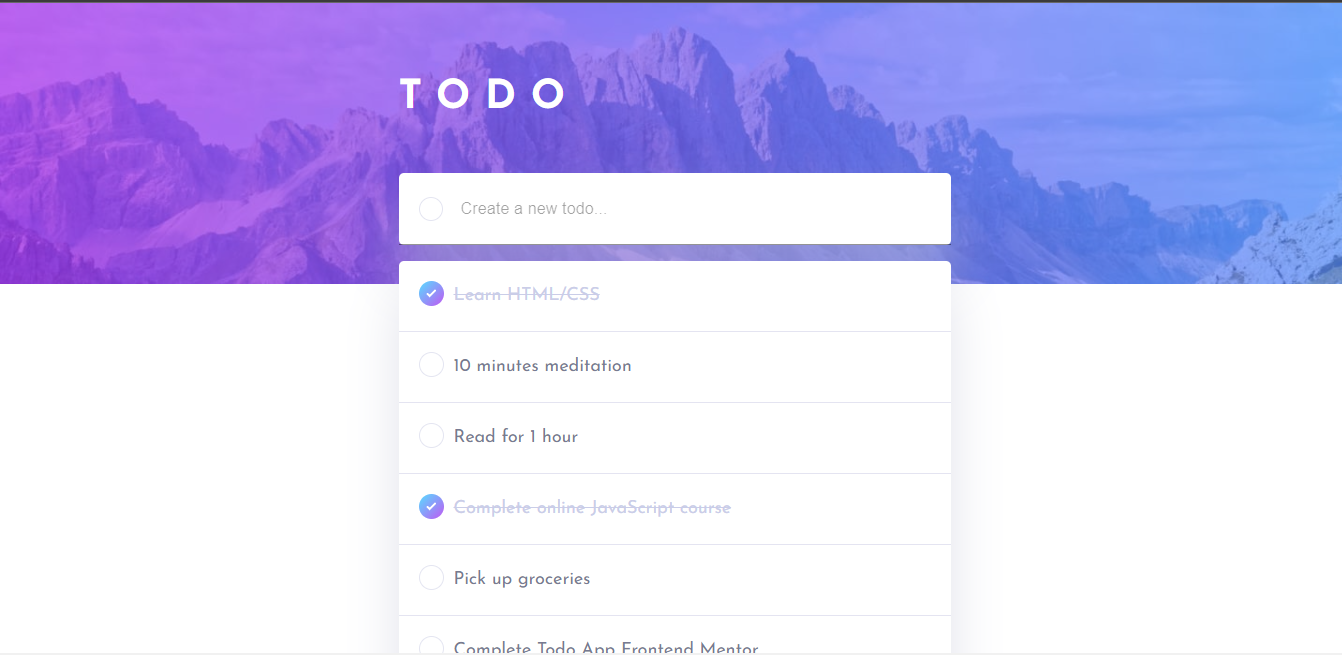 TODO
Create a new todo...
Learn HTML/CSS
10 minutes meditation
Read for 1 hour
Complete online JavaScript course
Pick up groceries
Complete Todo App Frontend Mentor